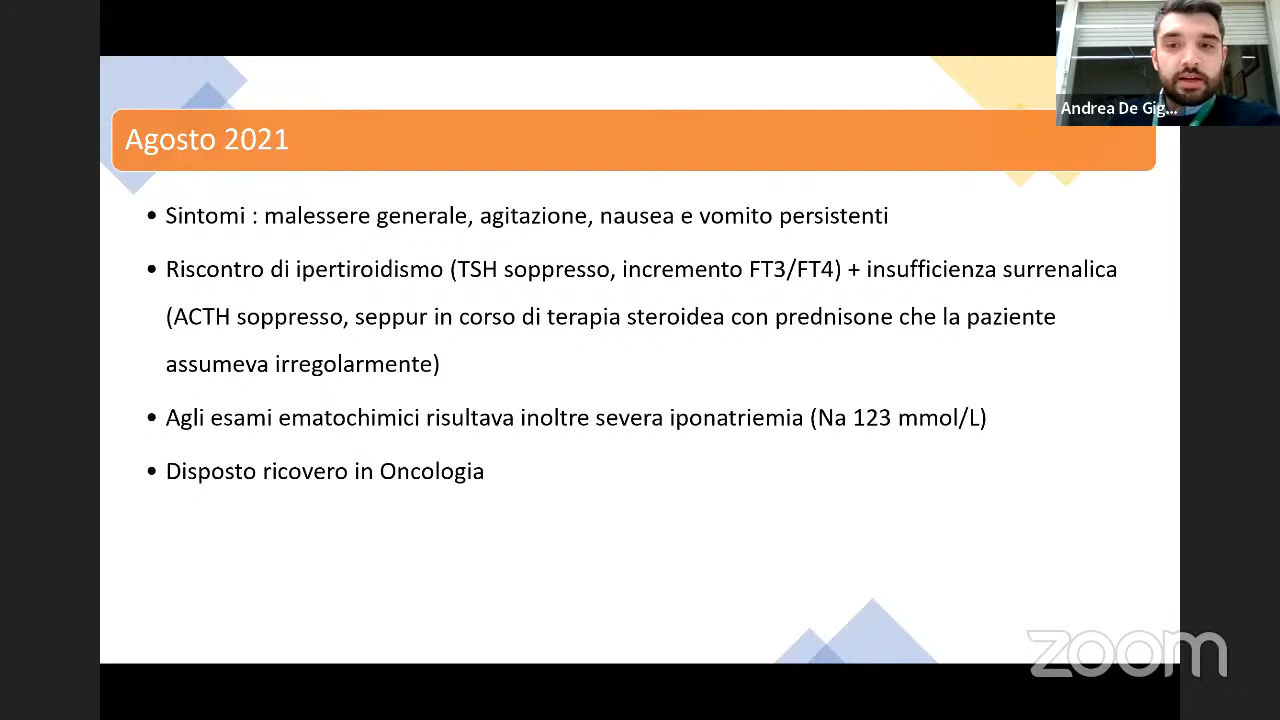 Andrea De Gig...
Agosto 2021
• Sintomi : malessere generale, agitazione, nausea e vomito persistenti
• Riscontro di ipertiroidismo (TSH soppresso, incremento FT3/FT4) + insufficienza surrenalica
(ACTH soppresso, seppur in corso di terapia steroidea con prednisone che la paziente
assumeva irregolarmente)
• Agli esami ematochimici risultava inoltre severa iponatriemia (Na 123 mmol/L)
• Disposto ricovero in Oncologia
zoom